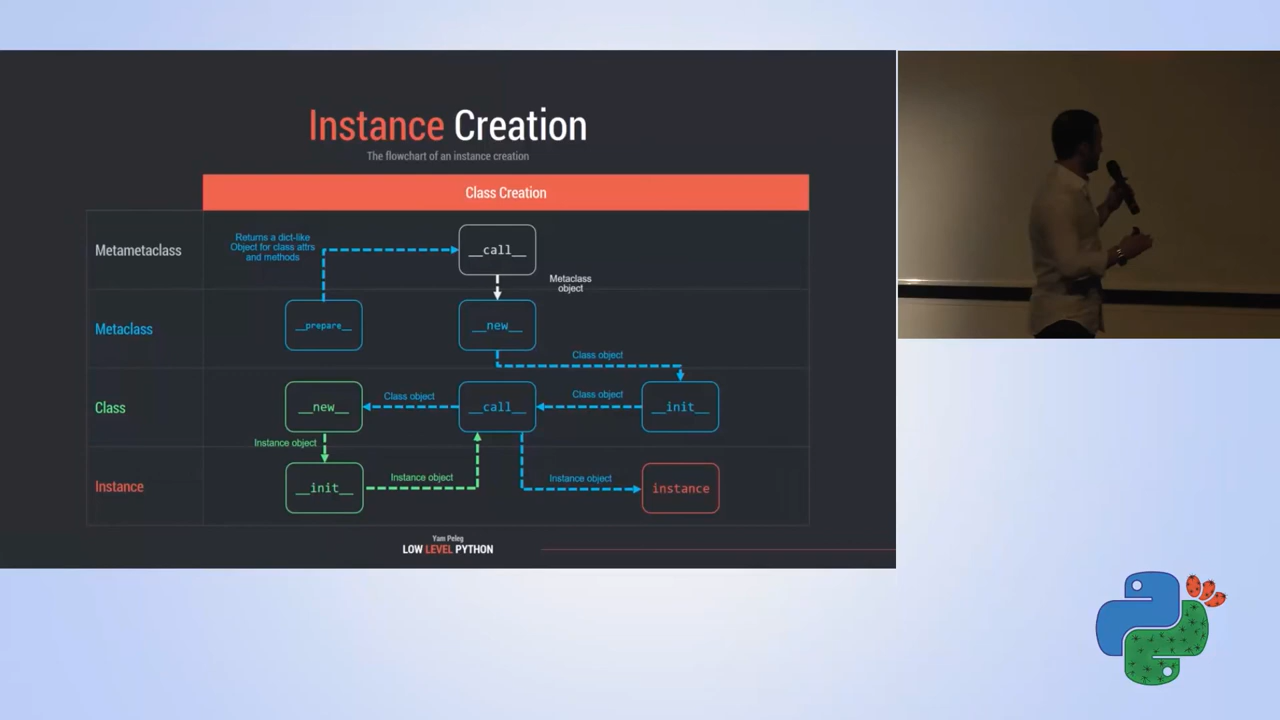 Instance Creation
The flowchart of an instance creation
Class Creation
Metametaclass
Returns a dict-like
Object for class attrs
and methods
__call__
Metaclass
object
Metaclass
__prepare__
__new__
Class object
Class
__new__
Class object
__call__
Class object
__init__
Instance object
Instance
__init__
Instance object
Instance object
instance
Yam Peleg
LOW LEVEL PYTHON